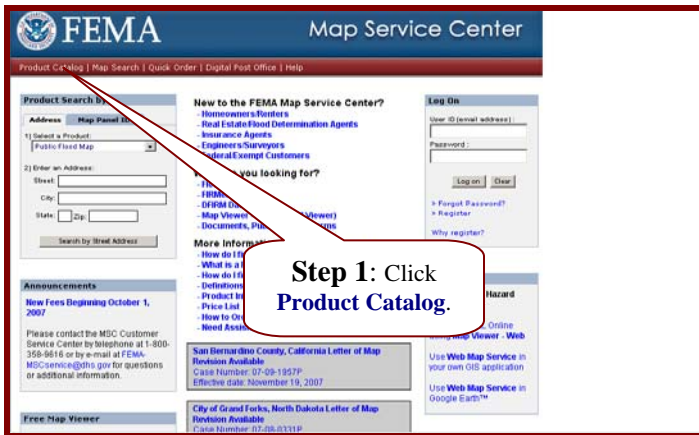 FEMA
Map Service Center
Product Catalog | Map Search | Quick Order | Digital Post Office | Help
Product Search by
Address
Map Panel ID
1] Select a Product:
Public Flood Map
2] Enter an Address:
Street:
City:
State:
Zip:
Search by Street Address
Announcements
New Fees Beginning October 1,
2007
Please contact the MSC Customer
Service Center by telephone at 1-800-
358-9616 or by e-mail at FEMA-
MSCservice@dhs.gov for questions
or additional information.
Free Map Viewer
New to the FEMA Map Service Center?
- Homeowners/Renters
- Real Estate/Flood Determination Agents
- Insurance Agents
- Engineers/Surveyors
Federal/Exempt Customers
you looking for?
- Map Viewer
Viewer)
- Documents,
More
- How do I
- What is a
- How do I
- Definitions
- Product
- Price List
- How to
- Need
San Bernardino County, California Letter of Map
Revision Available
Case Number: 07-09-1957P
Effective date: November 19, 2007
City of Grand Forks, North Dakota Letter of Map
Revision Available
Case Number: 07-08-0331P
Log On
User ID (email address) :
Password :
Log on
Clear
Forgot Password?
Register
Why register?
Hazard
Online
Map Viewer - Web
Use Web Map Service in
your own GIS application
Use Web Map Service in
Google Earth™
Step 1: Click
Product Catalog.